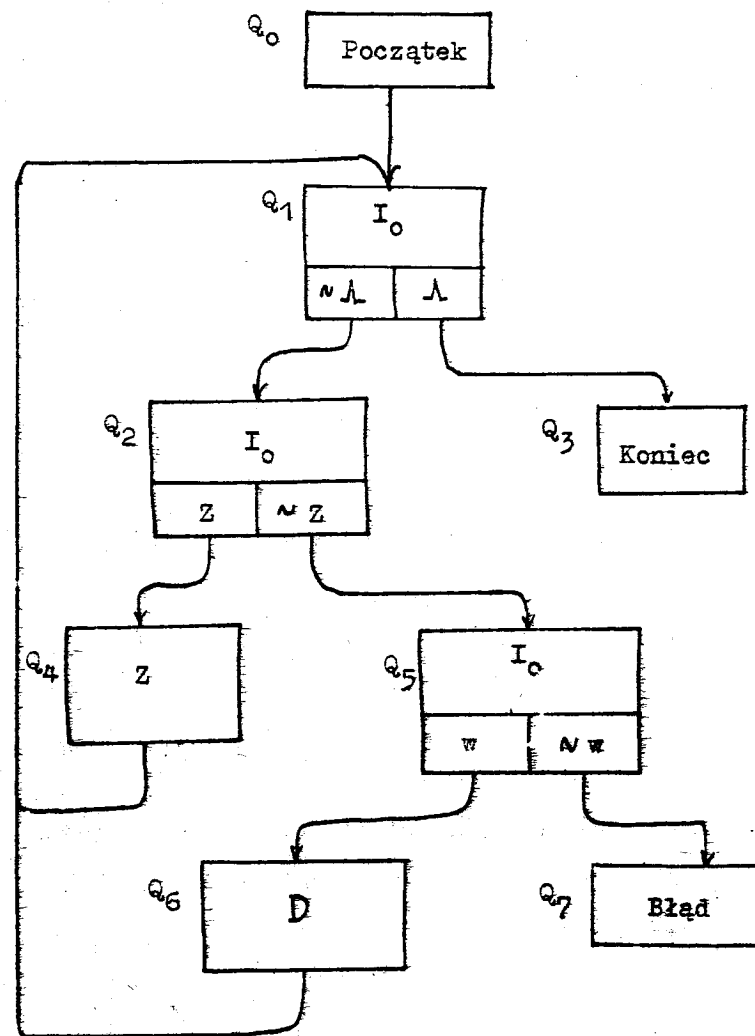 Q₀ Początek
Q₁ I₀
~Λ Λ
Q₂ I₀
Z ~ Z
Q₃ Koniec
Q₄ Z
Q₅ I₀
w ~ w
Q₆ D
Q₇ Błąd